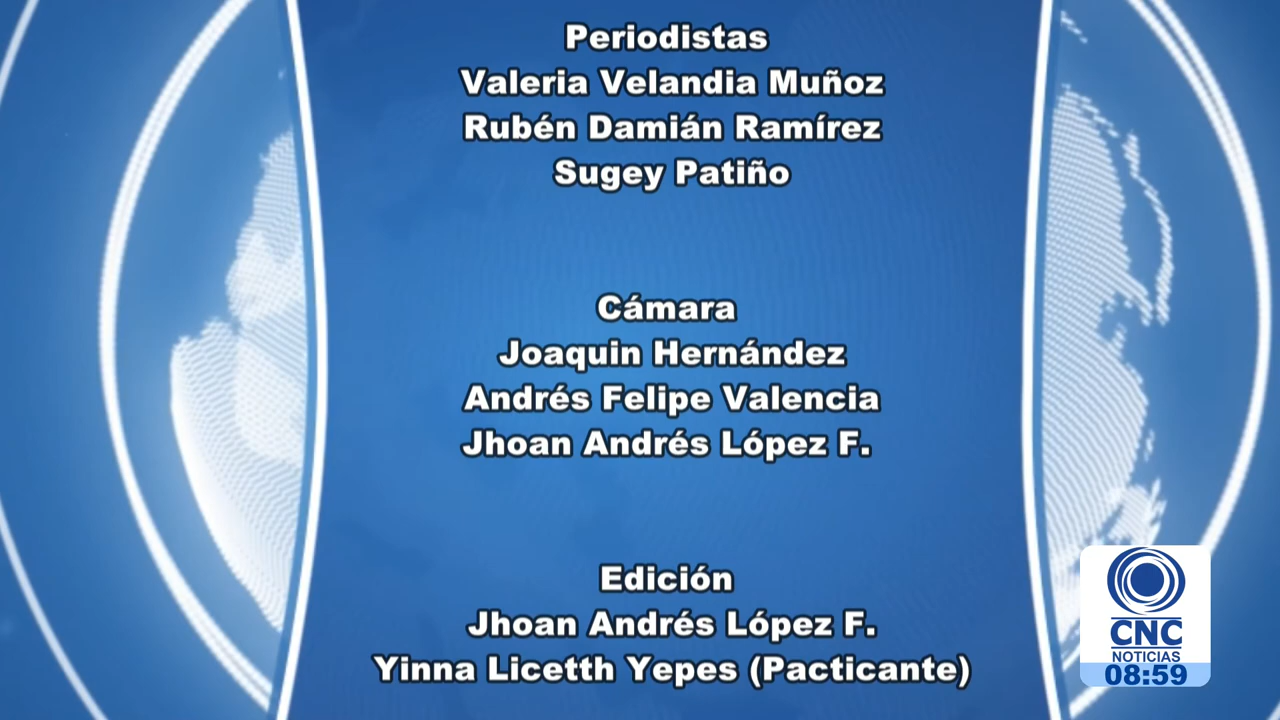 Periodistas
Valeria Velandia Muñoz
Rubén Damián Ramírez
Sugey Patiño
Cámara
Joaquin Hernández
Andrés Felipe Valencia
Jhoan Andrés López F.
Edición
Jhoan Andrés López F.
Yinna Licetth Yepes (Pacticante)
CNC
NOTICIAS
08:59